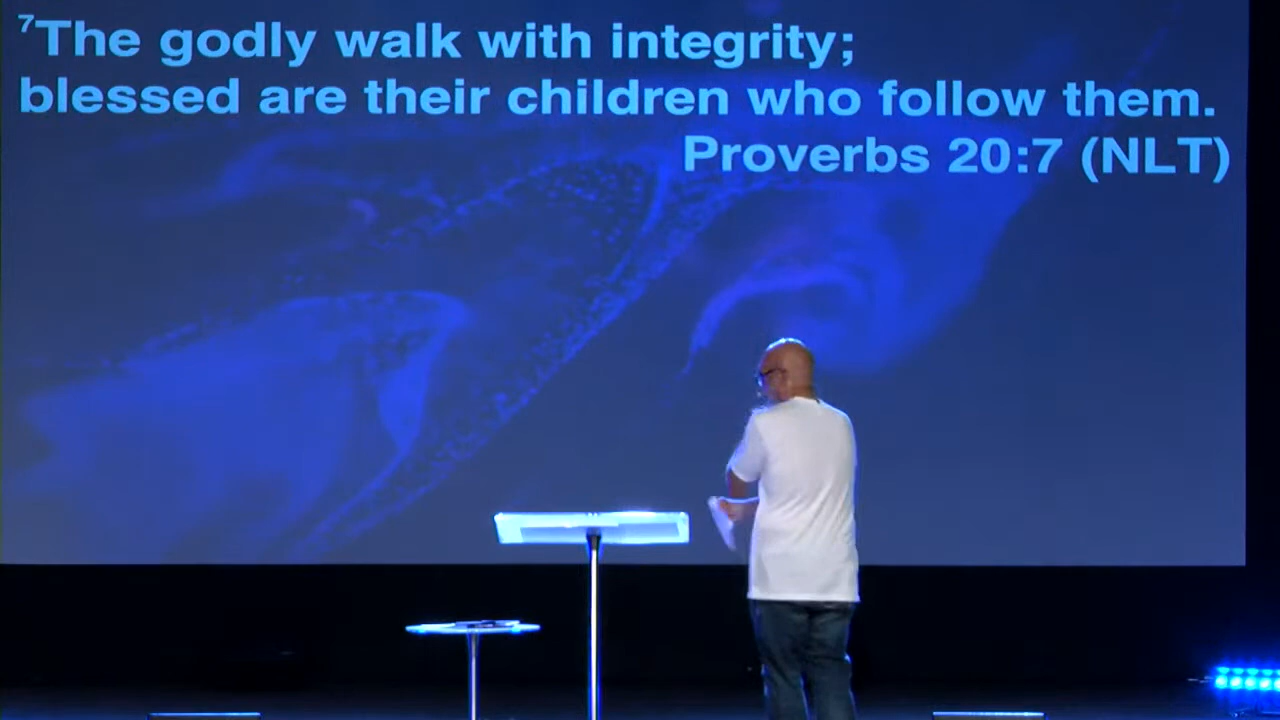 ⁷The godly walk with integrity;
blessed are their children who follow them.
Proverbs 20:7 (NLT)